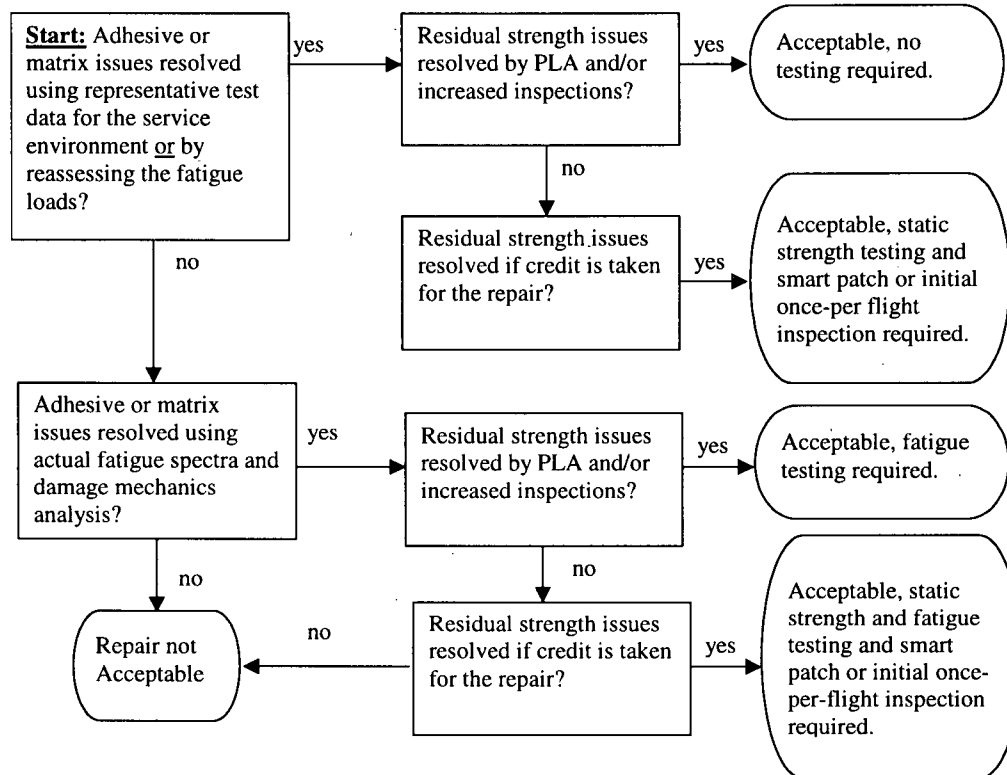 Start: Adhesive or
matrix issues resolved
using representative test
data for the service
environment or by
reassessing the fatigue
loads?
yes
Residual strength issues
resolved by PLA and/or
increased inspections?
yes
Acceptable, no
testing required.
no
Residual strength issues
resolved if credit is taken
for the repair?
yes
Acceptable, static
strength testing and
smart patch or initial
once-per flight
inspection required.
no
Adhesive or matrix
issues resolved using
actual fatigue spectra and
damage mechanics
analysis?
yes
Residual strength issues
resolved by PLA and/or
increased inspections?
yes
Acceptable, fatigue
testing required.
no
no
Residual strength issues
resolved if credit is taken
for the repair?
yes
Acceptable, static
strength and fatigue
testing and smart
patch or initial once-
per-flight inspection
required.
no
Repair not
Acceptable